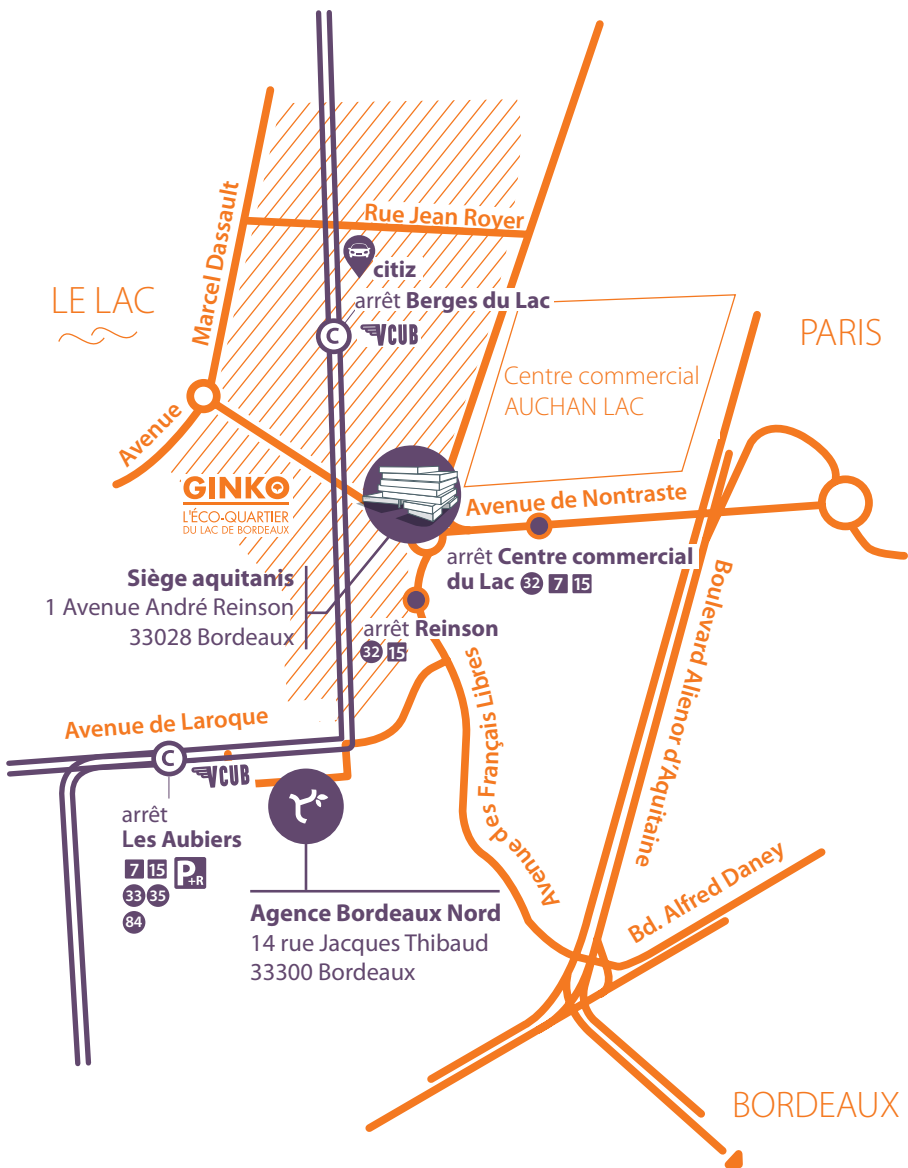 Marcel Dassault
Rue Jean Royer
citiz
arrêt Berges du Lac
LE LAC
C
VCUB
PARIS
Centre commercial
AUCHAN LAC
Avenue
GINKO
L'ÉCO-QUARTIER
DU LAC DE BORDEAUX
Avenue de Nontraste
arrêt Centre commercial
du Lac 32 7 15
Siège aquitanis
1 Avenue André Reinson
33028 Bordeaux
arrêt Reinson
32 15
Boulevard Alienor d'Aquitaine
Avenue des Français Libres
Avenue de Laroque
C
VCUB
arrêt
Les Aubiers
7 15 P+R
33 35
84
Agence Bordeaux Nord
14 rue Jacques Thibaud
33300 Bordeaux
Bd. Alfred Daney
BORDEAUX